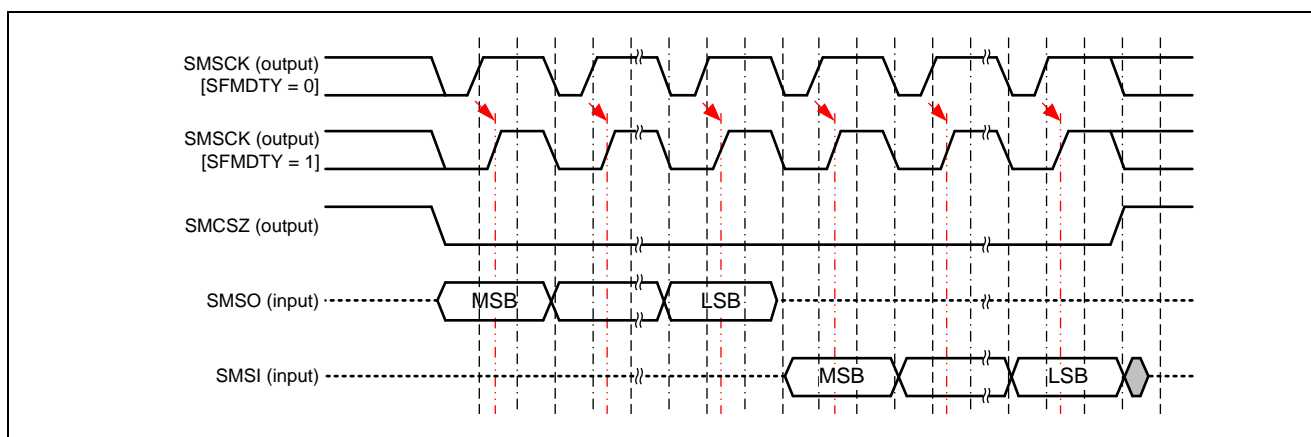 SMSCK (output)
[SFMDTY = 0]
SMSCK (output)
[SFMDTY = 1]
SMCSZ (output)
SMSO (input)
MSB
LSB
SMSI (input)
MSB
LSB